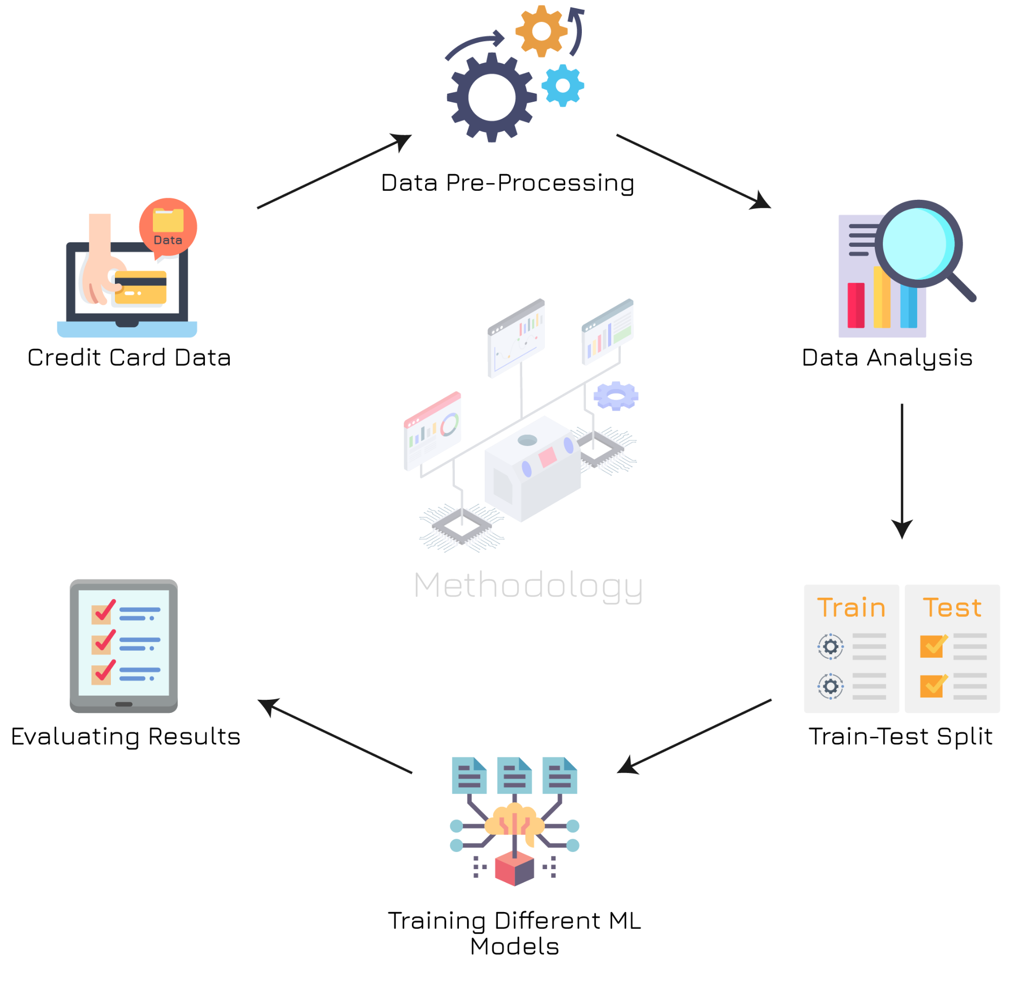 Data Pre-Processing
Data
Credit Card Data
Data Analysis
Methodology
Train
Test
Evaluating Results
Train-Test Split
Training Different ML
Models